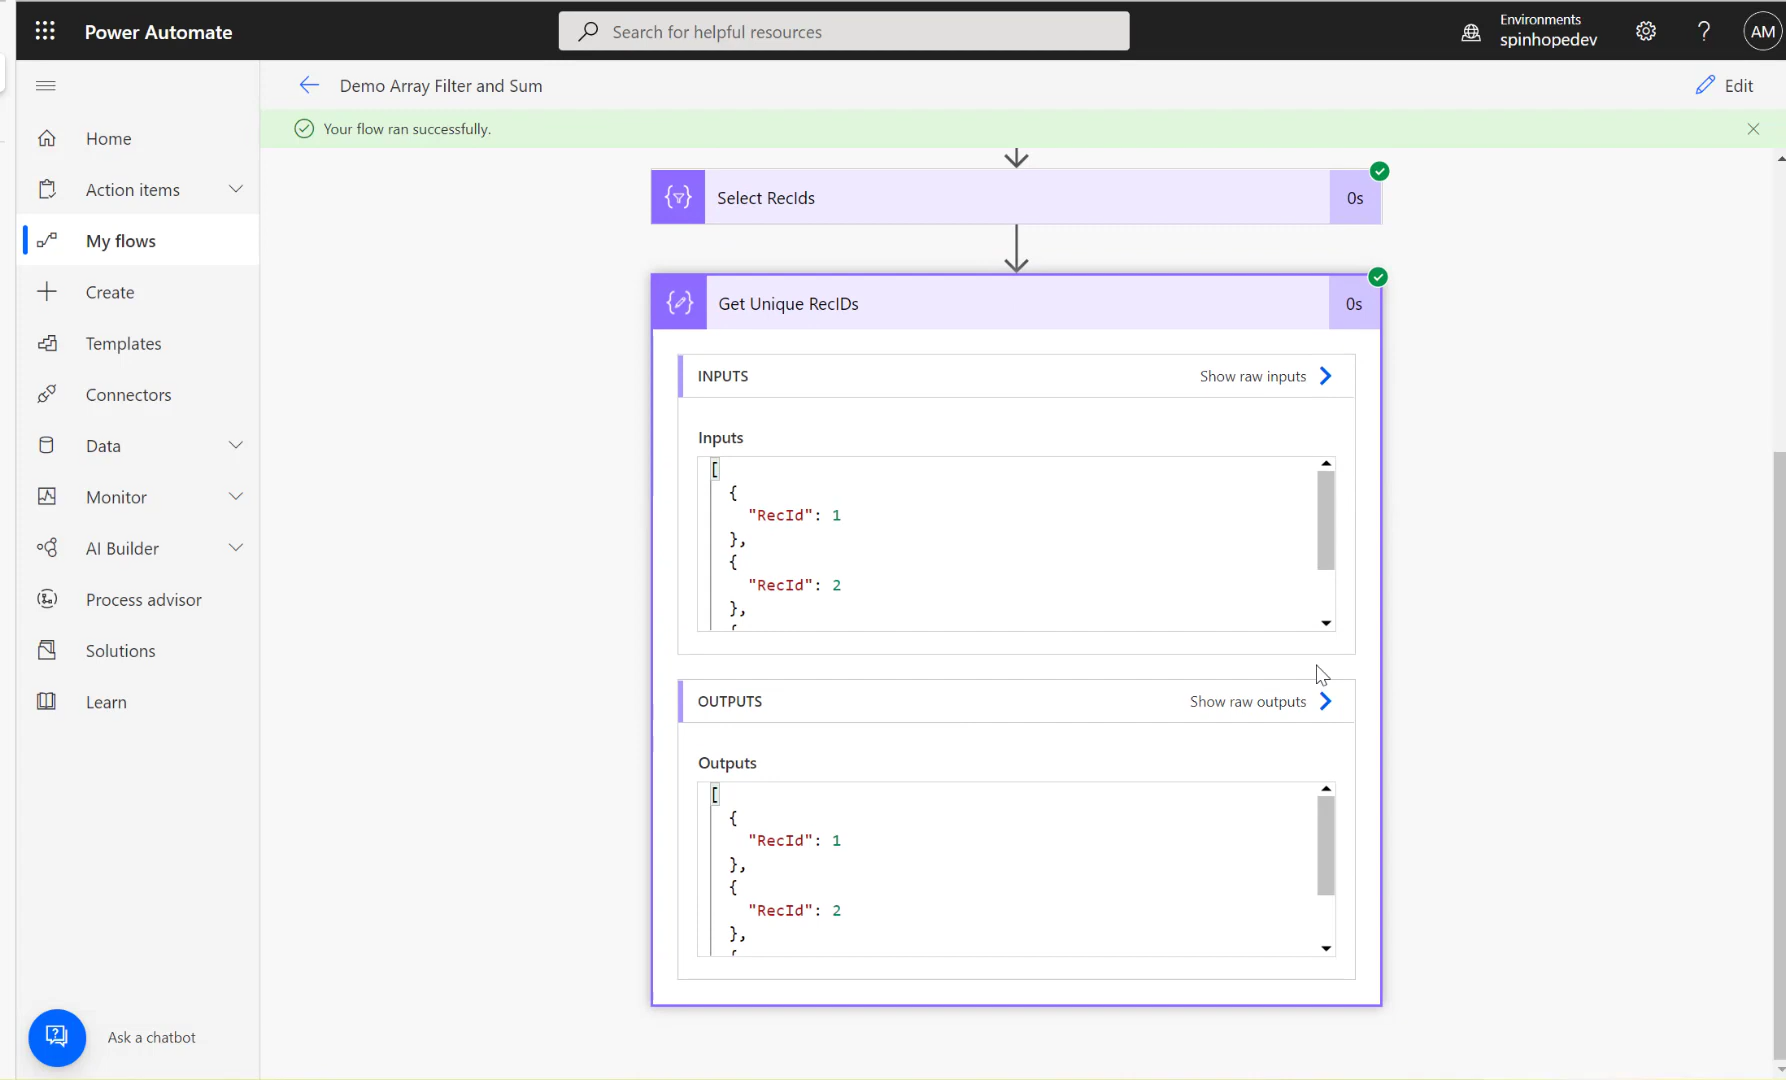 Power Automate
Search for helpful resources
Environments
spinhopedev
?
AM
Demo Array Filter and Sum
Edit
Your flow ran successfully.
Home
Action items
My flows
Create
Templates
Connectors
Data
Monitor
AI Builder
Process advisor
Solutions
Learn
Ask a chatbot
Select RecIds
0s
Get Unique RecIDs
0s
INPUTS
Show raw inputs
Inputs
[
{
"RecId": 1
},
{
"RecId": 2
},
{
OUTPUTS
Show raw outputs
Outputs
[
{
"RecId": 1
},
{
"RecId": 2
},
{